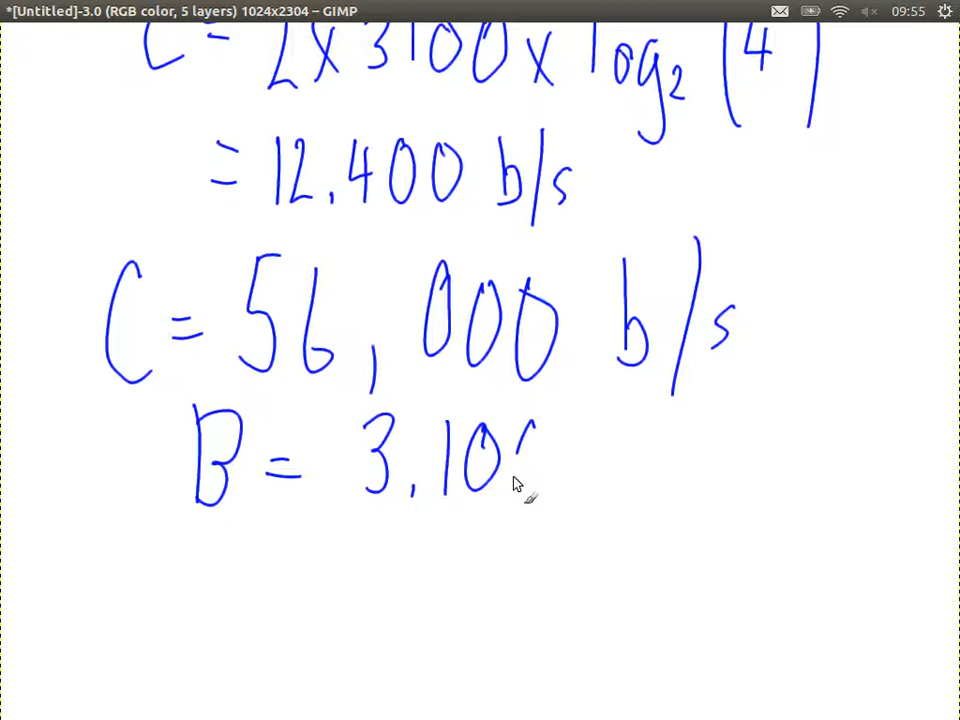 *[Untitled]-3.0 (RGB color, 5 layers) 1024x2304 – GIMP 09:55
C = 2 x 3100 x log2 (4)
= 12,400 b/s
C = 56,000 b/s
B = 3,10